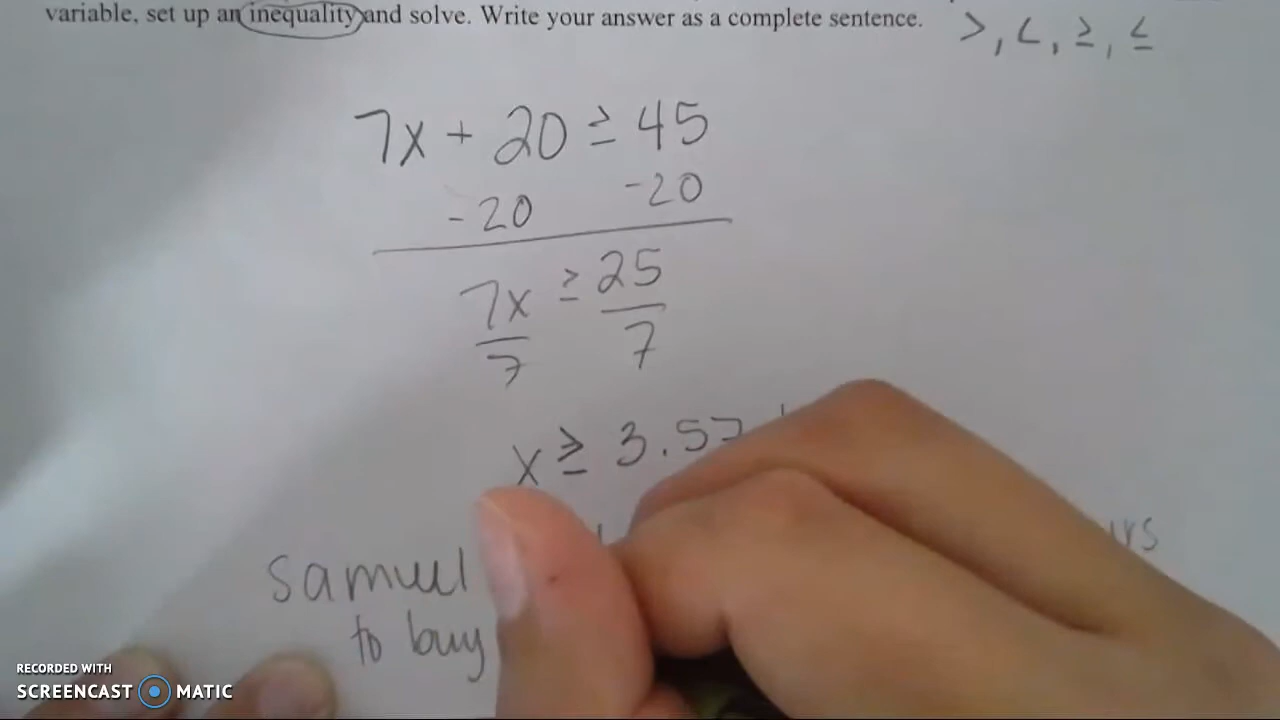 variable, set up an inequality and solve. Write your answer as a complete sentence. >, <, ≥, ≤
7x + 20 ≥ 45
-20 -20
7x ≥ 25
7 7
x ≥ 3.57
Samuel
to buy
RECORDED WITH
SCREENCAST MATIC